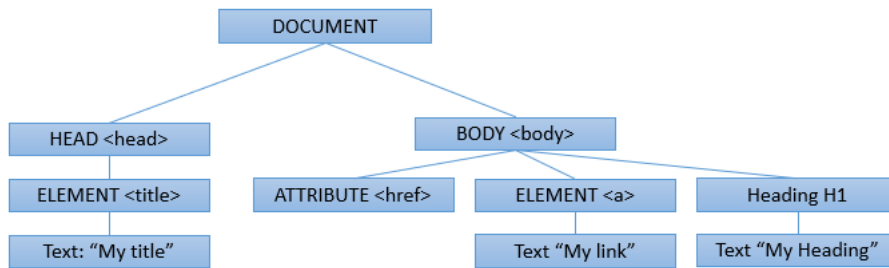 DOCUMENT
HEAD <head>
BODY <body>
ELEMENT <title>
ATTRIBUTE <href>
ELEMENT <a>
Heading H1
Text: “My title”
Text “My link”
Text “My Heading”